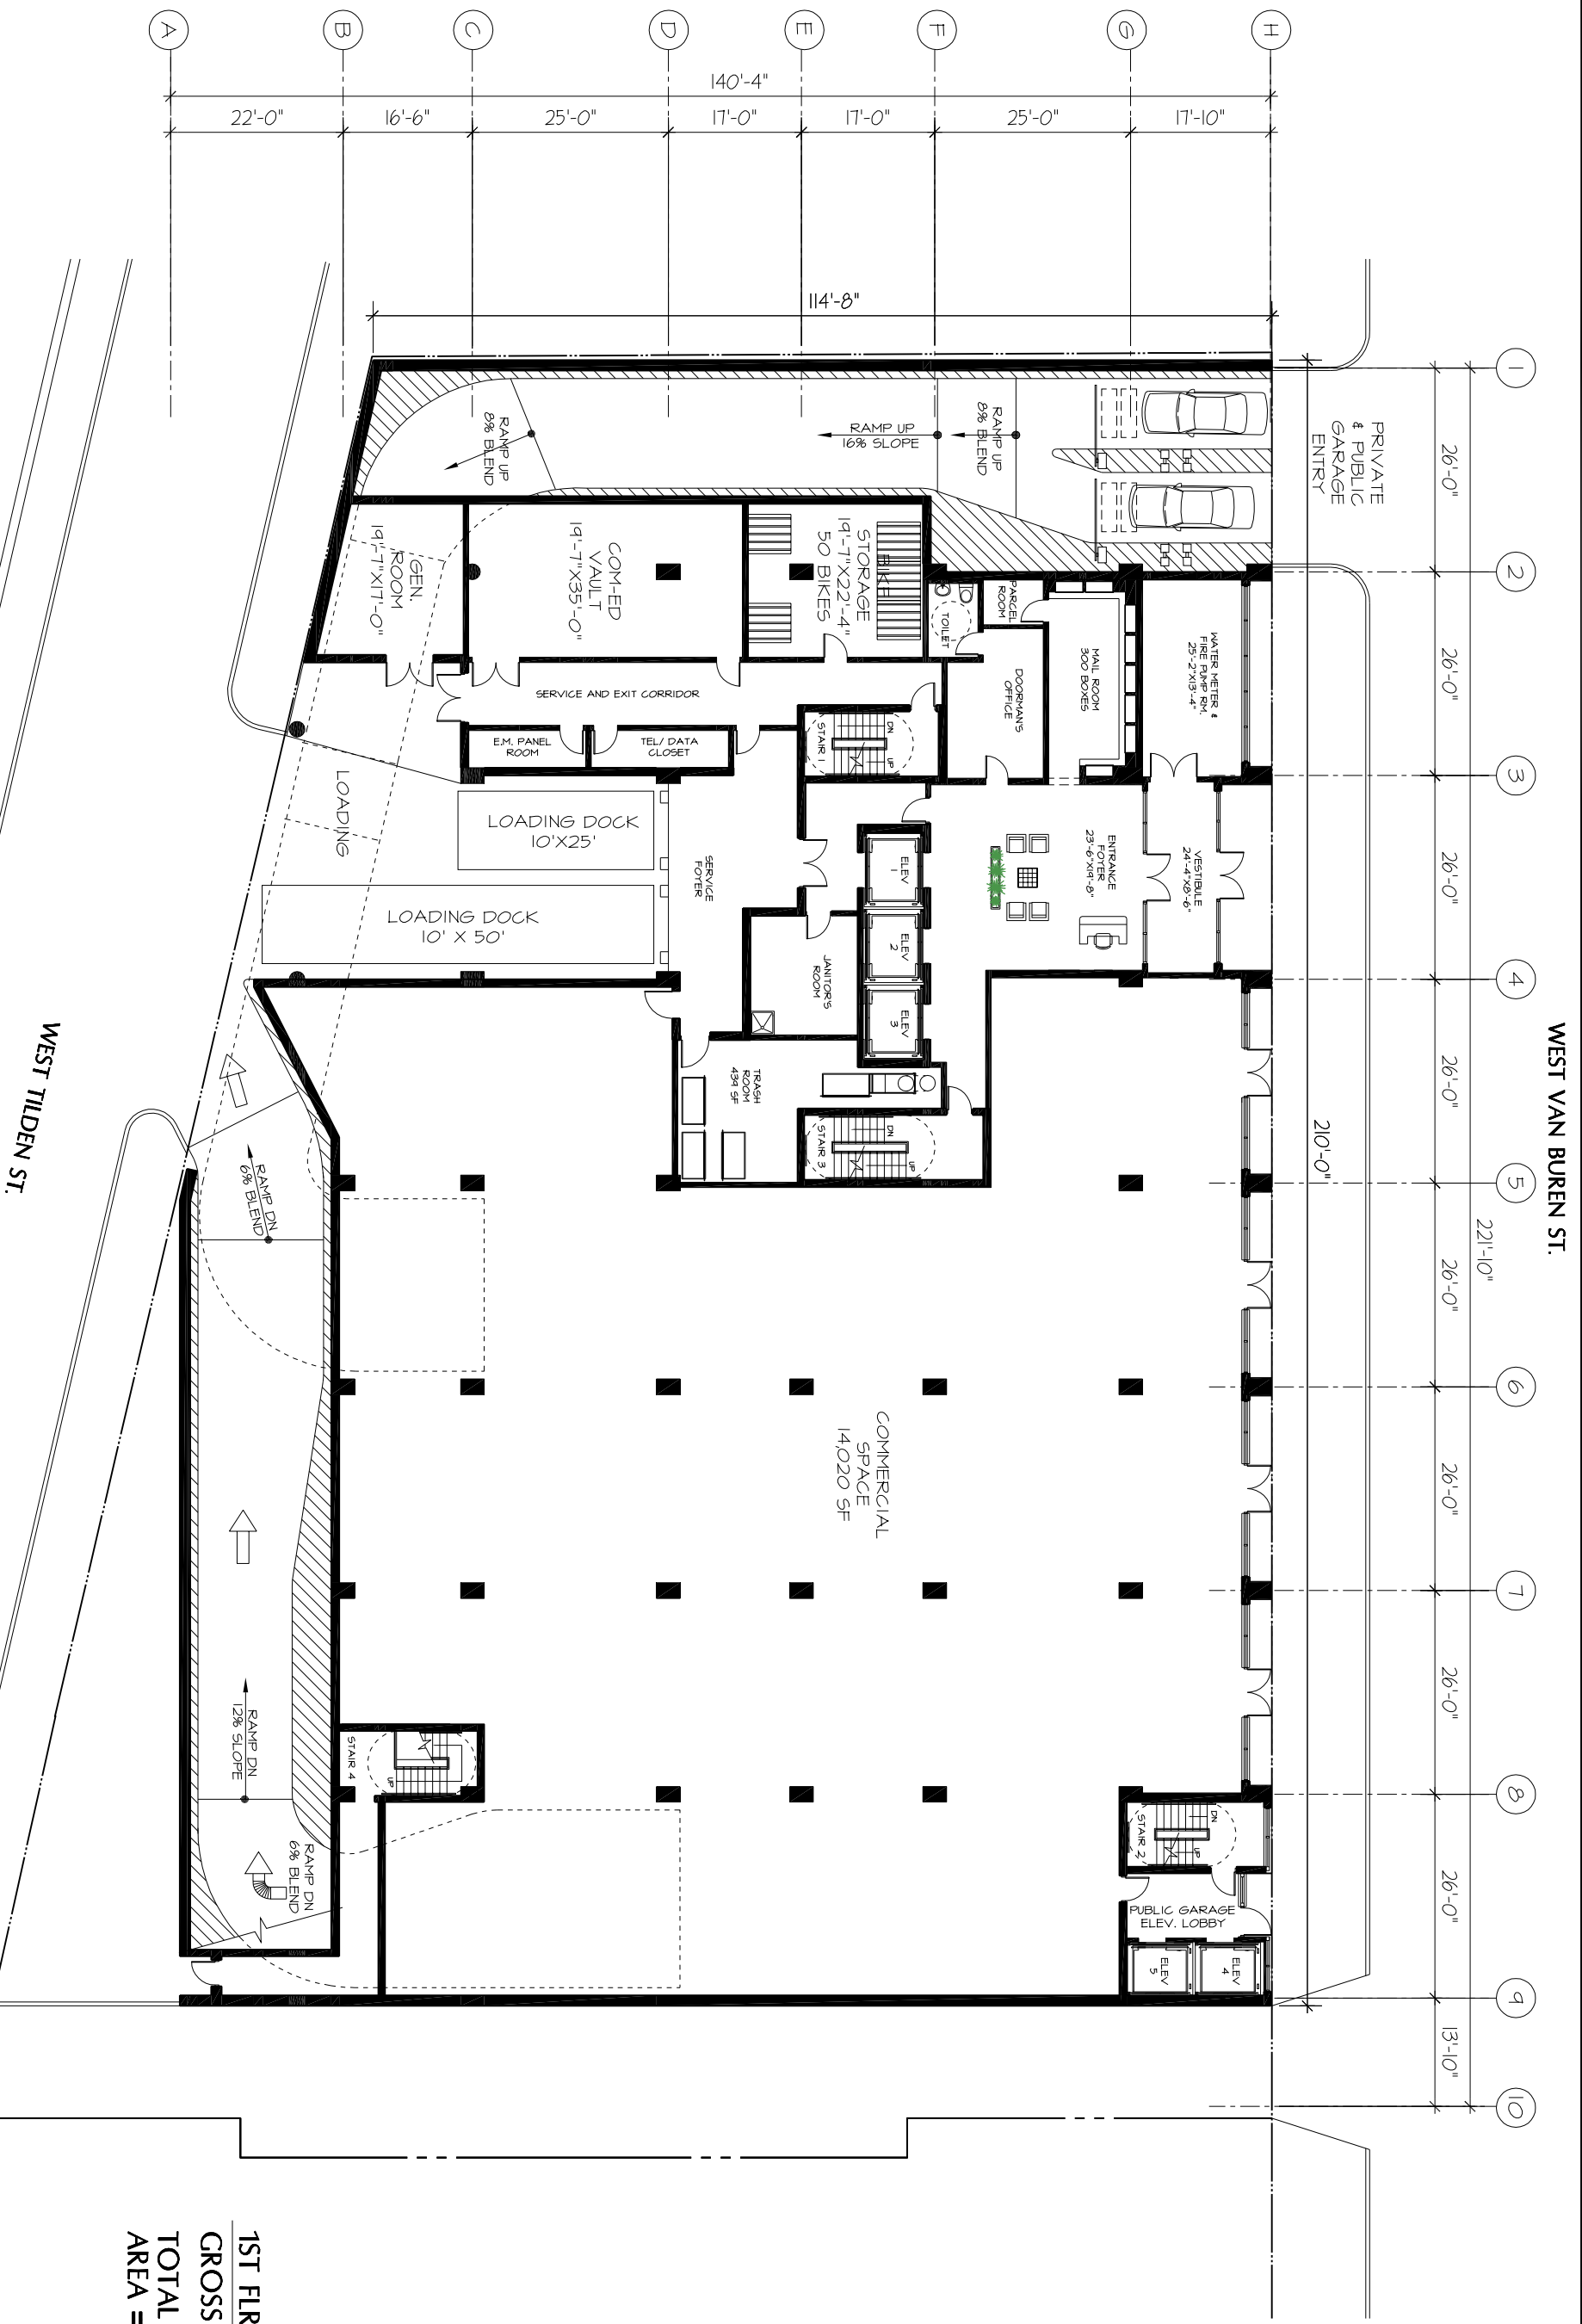 WEST VAN BUREN ST.
221'-10"
26'-0"
26'-0"
26'-0"
26'-0"
26'-0"
26'-0"
26'-0"
26'-0"
13'-10"
210'-0"
1
2
3
4
5
6
7
8
9
10
A
B
C
D
E
F
G
H
140'-4"
22'-0"
16'-6"
25'-0"
17'-0"
17'-0"
25'-0"
17'-10"
114'-8"
PRIVATE
& PUBLIC
GARAGE
ENTRY
RAMP UP
8% BLEND
RAMP UP
16% SLOPE
RAMP UP
8% BLEND
WATER METER &
FIRE PUMP RM.
25'-2"X13'-4"
MAIL ROOM
300 BOXES
PARCEL
ROOM
TOILET
DOORMAN'S
OFFICE
BIKE
STORAGE
19'-7"X22'-4"
50 BIKES
COM-ED
VAULT
19'-7"X35'-0"
GEN.
ROOM
19'-7"X17'-0"
SERVICE AND EXIT CORRIDOR
E.M. PANEL
ROOM
TEL/ DATA
CLOSET
STAIR 1
DN
UP
VESTIBULE
24'-4"X8'-6"
ENTRANCE
FOYER
23'-6"X19'-8"
ELEV
1
ELEV
2
ELEV
3
SERVICE
FOYER
JANITOR'S
ROOM
LOADING DOCK
10'X25'
LOADING DOCK
10' X 50'
LOADING
TRASH
ROOM
439 SF
STAIR 3
DN
UP
COMMERCIAL
SPACE
14,020 SF
RAMP DN
6% BLEND
RAMP DN
12% SLOPE
RAMP DN
6% BLEND
STAIR 4
UP
STAIR 2
DN
UP
PUBLIC GARAGE
ELEV. LOBBY
ELEV
4
ELEV
5
WEST TILDEN ST.
1ST FLR
GROSS
TOTAL
AREA =